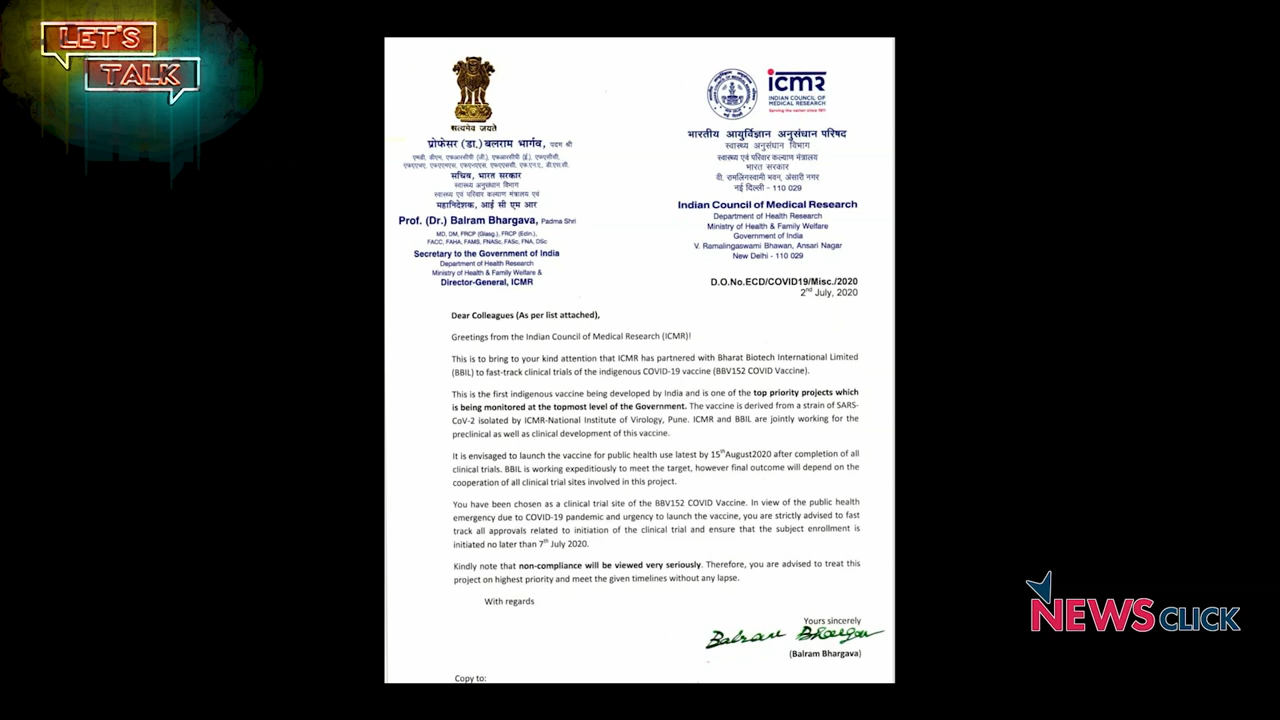 LET'S
TALK
सत्यमेव जयते
प्रोफेसर (डा.) बलराम भार्गव, पदम श्री
एमडी, डीएम, एफआरसीपी (जी.), एफआरसीपी (ई.), एफएसीसी,
एफएएचए, एफएएमएस, एफएनएएस, एफएएससी, एफ.एन.ए., डी.एस.सी.
सचिव, भारत सरकार
स्वास्थ्य अनुसंधान विभाग
स्वास्थ्य एवं परिवार कल्याण मंत्रालय एवं
महानिदेशक, आई सी एम आर
Prof. (Dr.) Balram Bhargava, Padma Shri
MD, DM, FRCP (Glasg.), FRCP (Edin.),
FACC, FAHA, FAMS, FNASc, FASc, FNA, DSc
Secretary to the Government of India
Department of Health Research
Ministry of Health & Family Welfare &
Director-General, ICMR
icmr
INDIAN COUNCIL OF
MEDICAL RESEARCH
Serving the nation since 1911
भारतीय आयुर्विज्ञान अनुसंधान परिषद
स्वास्थ्य अनुसंधान विभाग
स्वास्थ्य एवं परिवार कल्याण मंत्रालय
भारत सरकार
वी. रामलिंगस्वामी भवन, अंसारी नगर
नई दिल्ली - 110 029
Indian Council of Medical Research
Department of Health Research
Ministry of Health & Family Welfare
Government of India
V. Ramalingaswami Bhawan, Ansari Nagar
New Delhi - 110 029
D.O.No.ECD/COVID19/Misc./2020
2nd July, 2020
Dear Colleagues (As per list attached),
Greetings from the Indian Council of Medical Research (ICMR)!
This is to bring to your kind attention that ICMR has partnered with Bharat Biotech International Limited
(BBIL) to fast-track clinical trials of the indigenous COVID-19 vaccine (BBV152 COVID Vaccine).
This is the first indigenous vaccine being developed by India and is one of the top priority projects which
is being monitored at the topmost level of the Government. The vaccine is derived from a strain of SARS-
CoV-2 isolated by ICMR-National Institute of Virology, Pune. ICMR and BBIL are jointly working for the
preclinical as well as clinical development of this vaccine.
It is envisaged to launch the vaccine for public health use latest by 15thAugust2020 after completion of all
clinical trials. BBIL is working expeditiously to meet the target, however final outcome will depend on the
cooperation of all clinical trial sites involved in this project.
You have been chosen as a clinical trial site of the BBV152 COVID Vaccine. In view of the public health
emergency due to COVID-19 pandemic and urgency to launch the vaccine, you are strictly advised to fast
track all approvals related to initiation of the clinical trial and ensure that the subject enrollment is
initiated no later than 7th July 2020.
Kindly note that non-compliance will be viewed very seriously. Therefore, you are advised to treat this
project on highest priority and meet the given timelines without any lapse.
With regards
Yours sincerely
Balram Bhargava
(Balram Bhargava)
Copy to:
NEWSCLICK